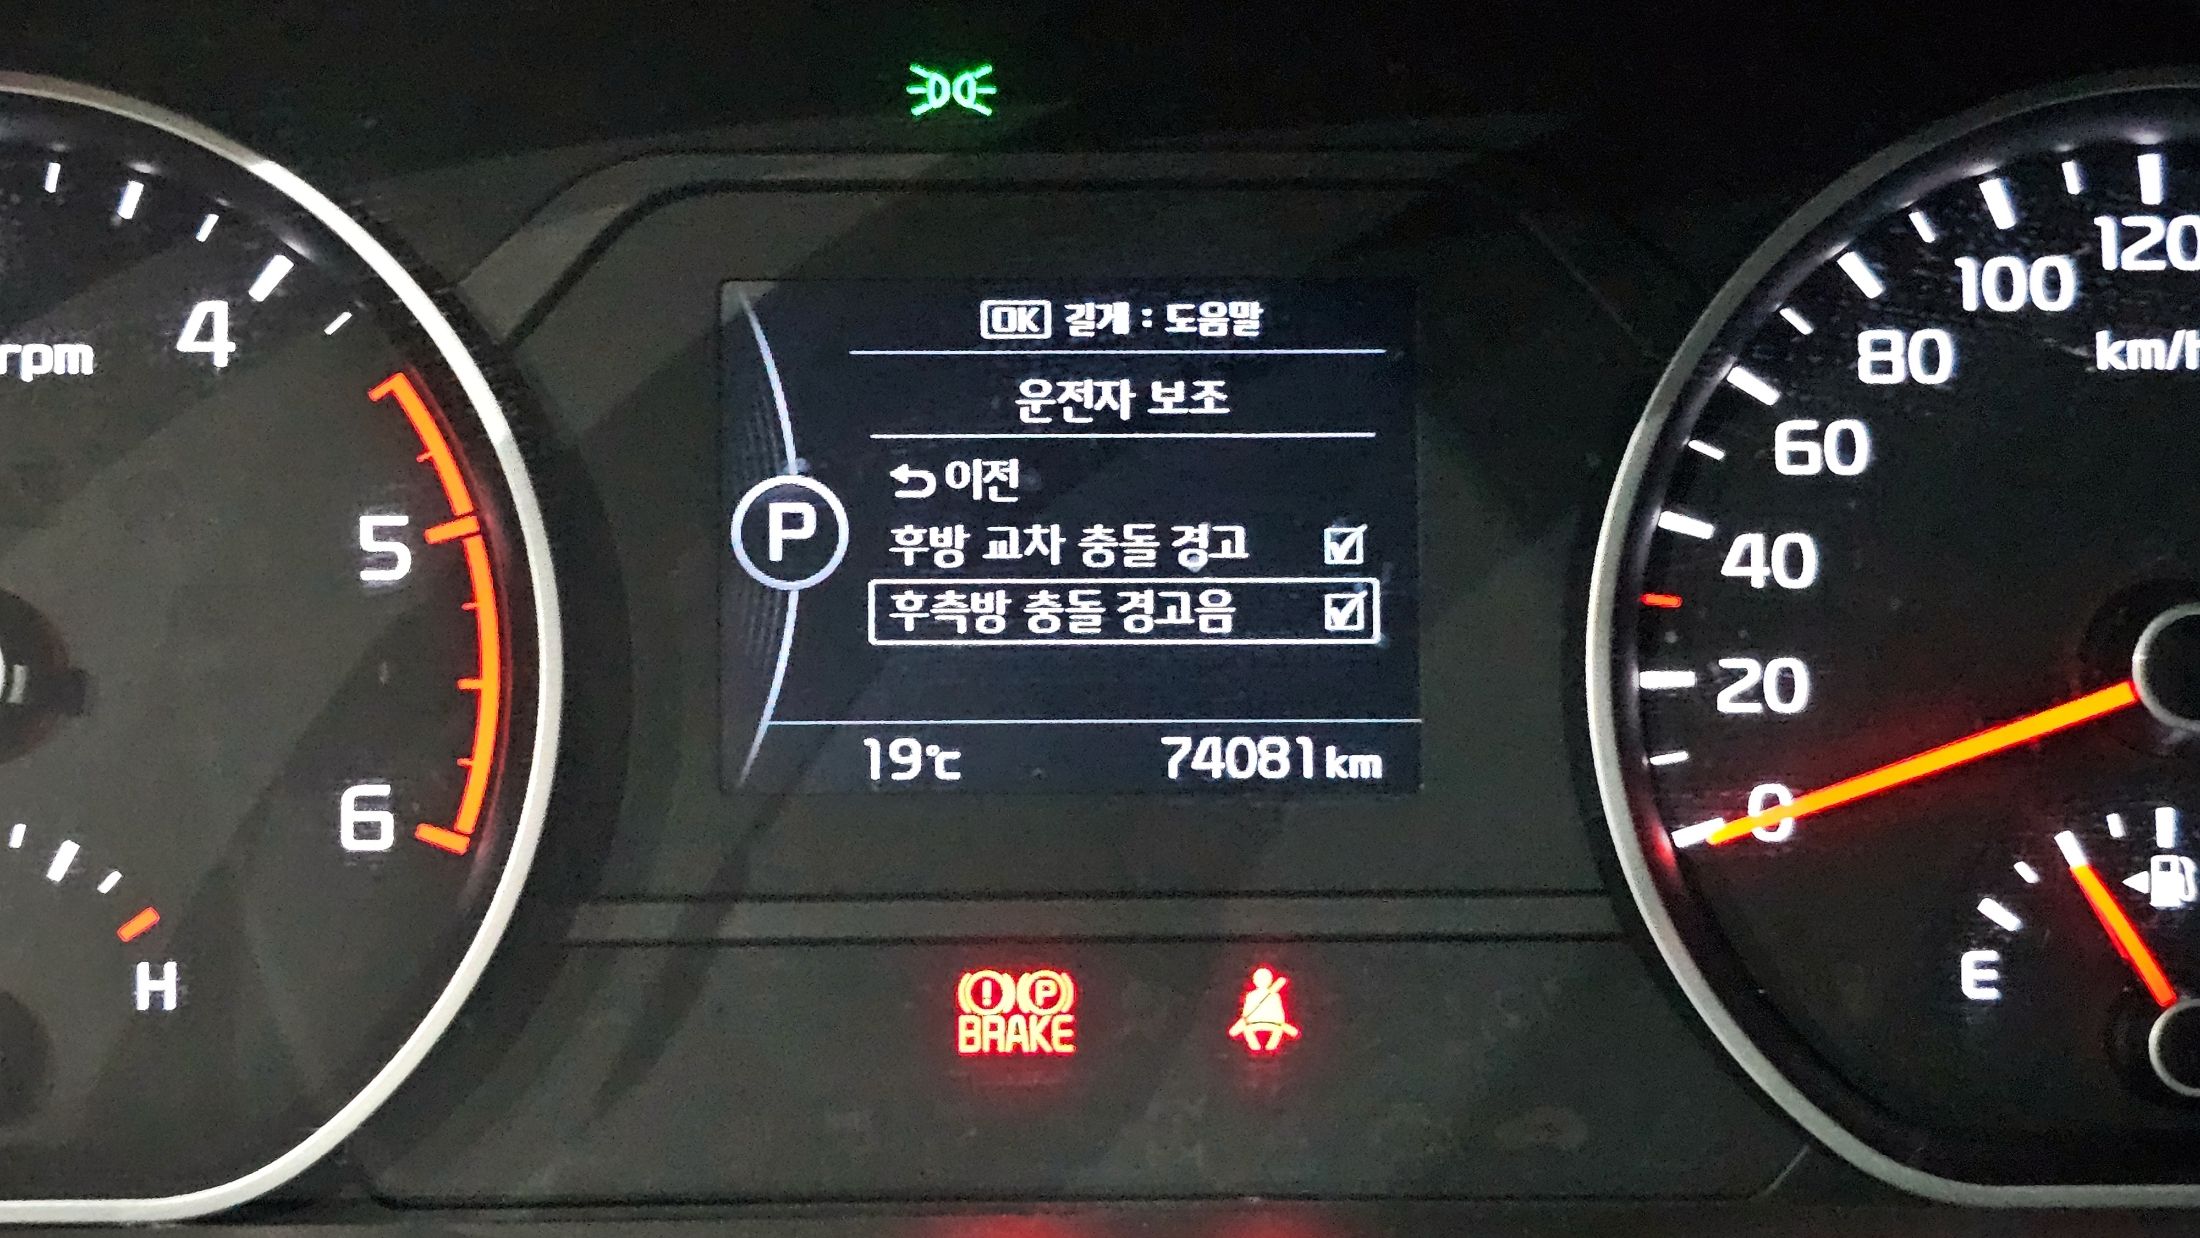 OK 길게 : 도움말
운전자 보조
이전
후방 교차 충돌 경고
후측방 충돌 경고음
P
19℃ 74081km
rpm
4
5
6
H
120
100
km/h
80
60
40
20
0
E
! P
BRAKE